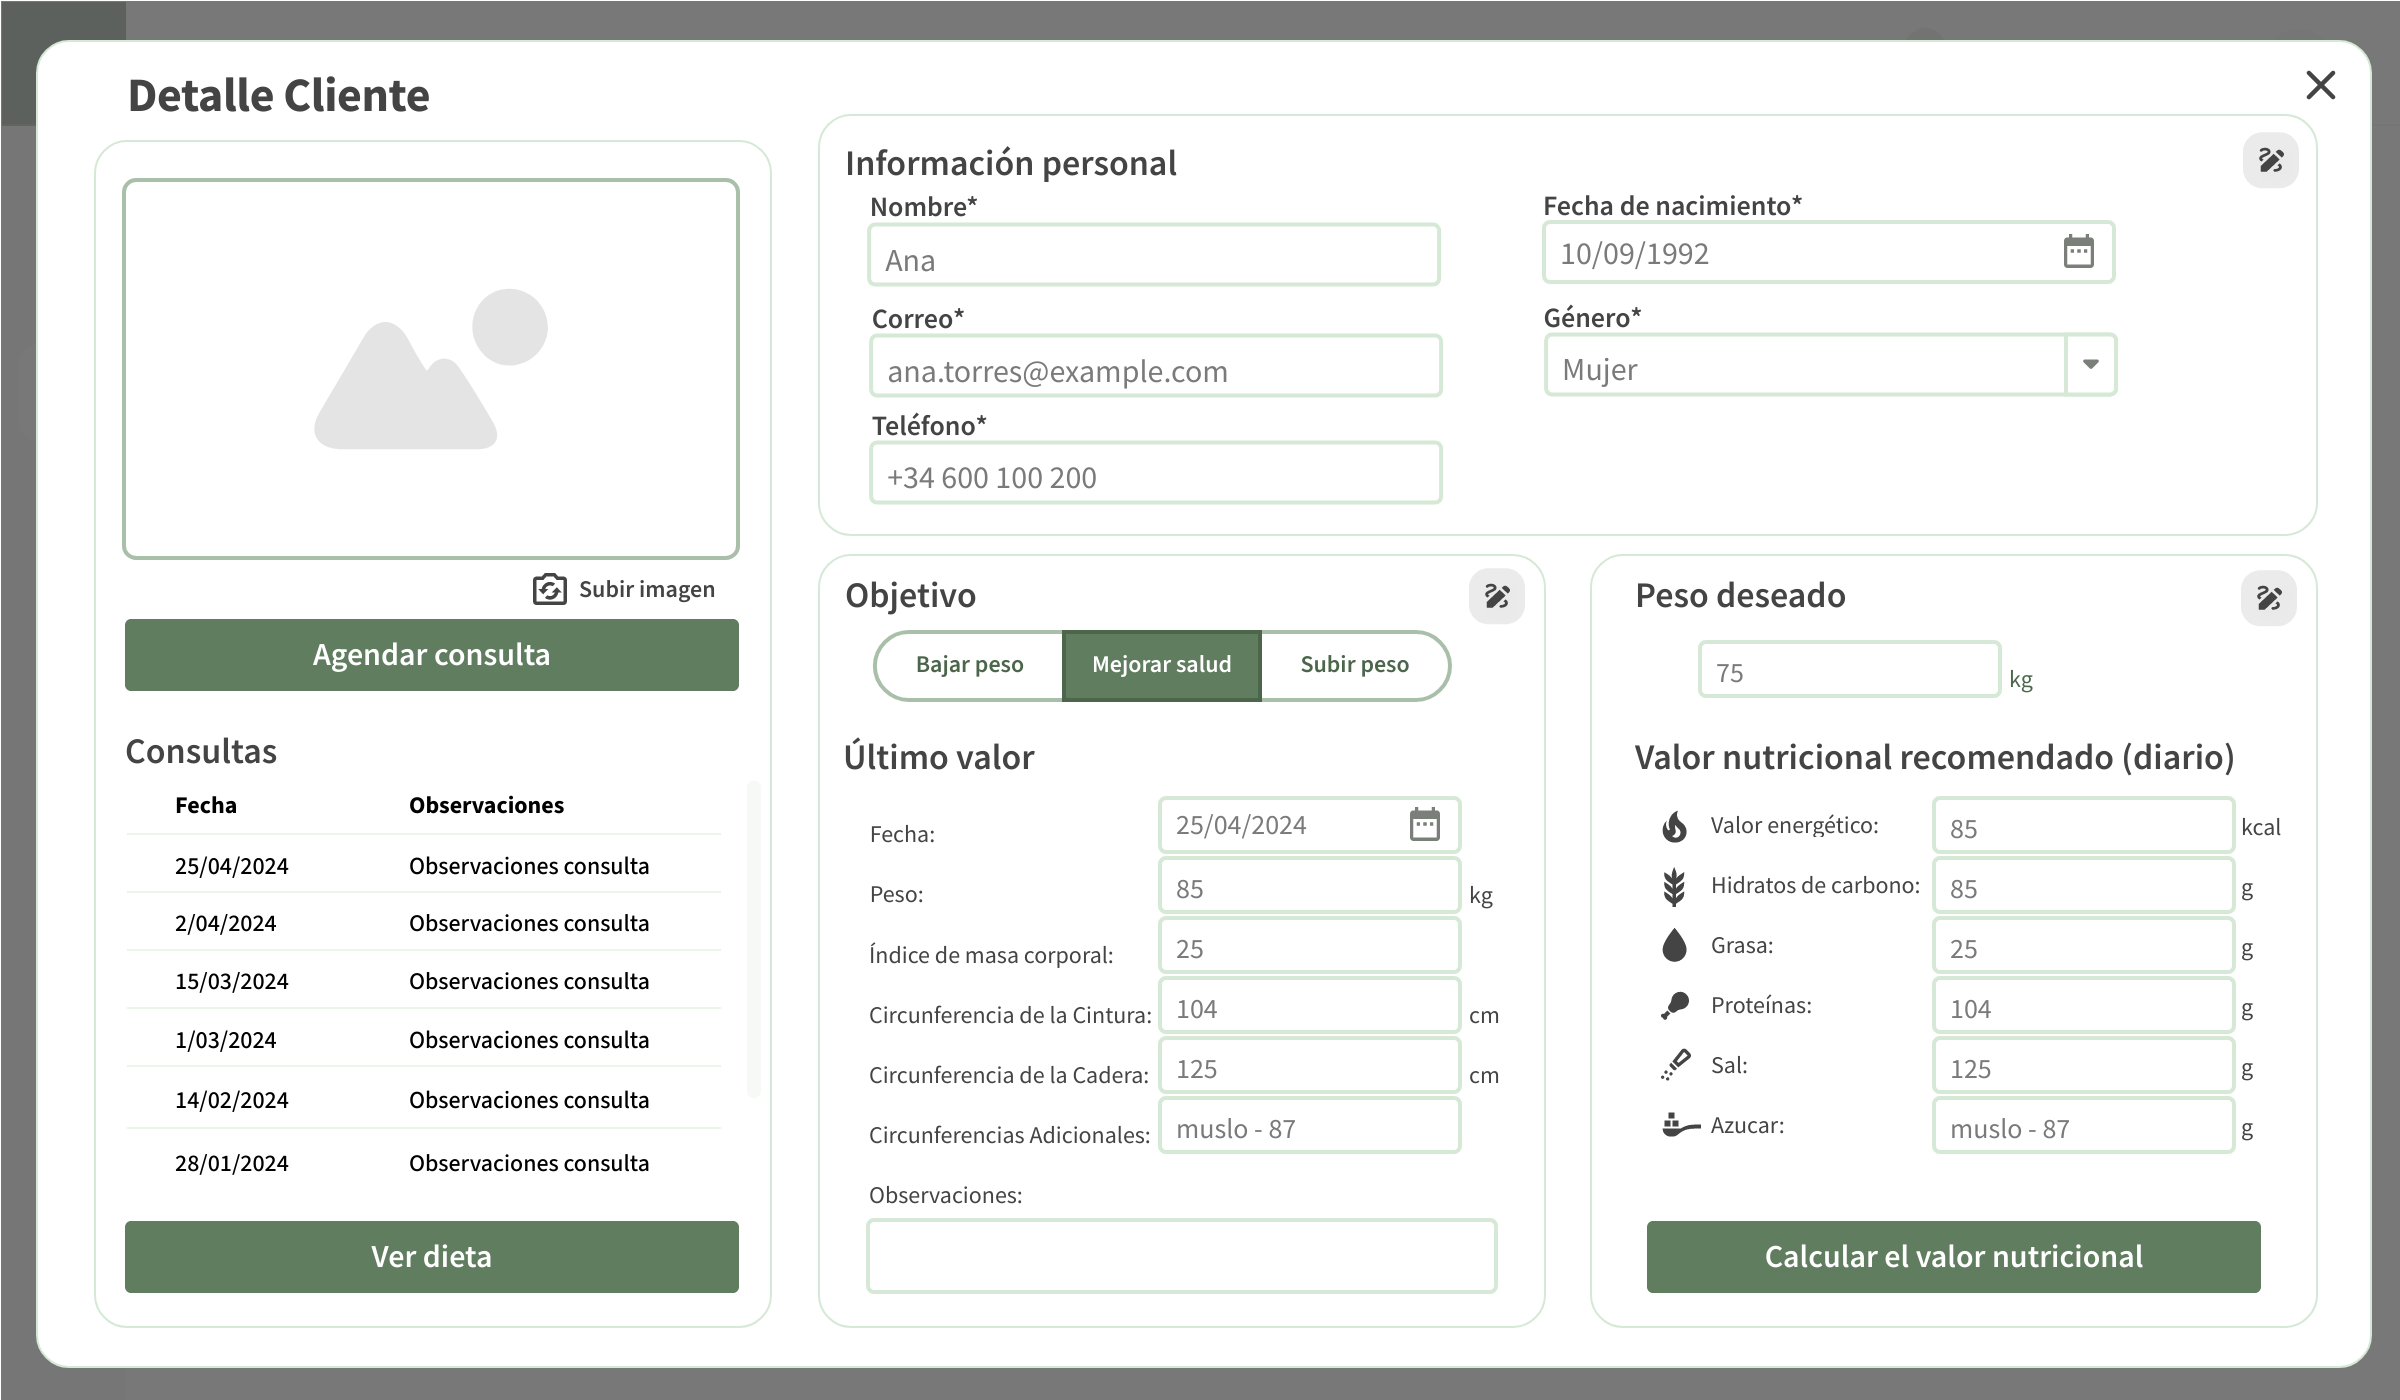 Detalle Cliente
Subir imagen
Agendar consulta
Consultas
Fecha Observaciones
25/04/2024 Observaciones consulta
2/04/2024 Observaciones consulta
15/03/2024 Observaciones consulta
1/03/2024 Observaciones consulta
14/02/2024 Observaciones consulta
28/01/2024 Observaciones consulta
Ver dieta
Información personal
Nombre*
Ana
Correo*
ana.torres@example.com
Teléfono*
+34 600 100 200
Fecha de nacimiento*
10/09/1992
Género*
Mujer
Objetivo
Bajar peso Mejorar salud Subir peso
Último valor
Fecha: 25/04/2024
Peso: 85 kg
Índice de masa corporal: 25
Circunferencia de la Cintura: 104 cm
Circunferencia de la Cadera: 125 cm
Circunferencias Adicionales: muslo - 87
Observaciones:
Peso deseado
75 kg
Valor nutricional recomendado (diario)
Valor energético: 85 kcal
Hidratos de carbono: 85 g
Grasa: 25 g
Proteínas: 104 g
Sal: 125 g
Azucar: muslo - 87 g
Calcular el valor nutricional